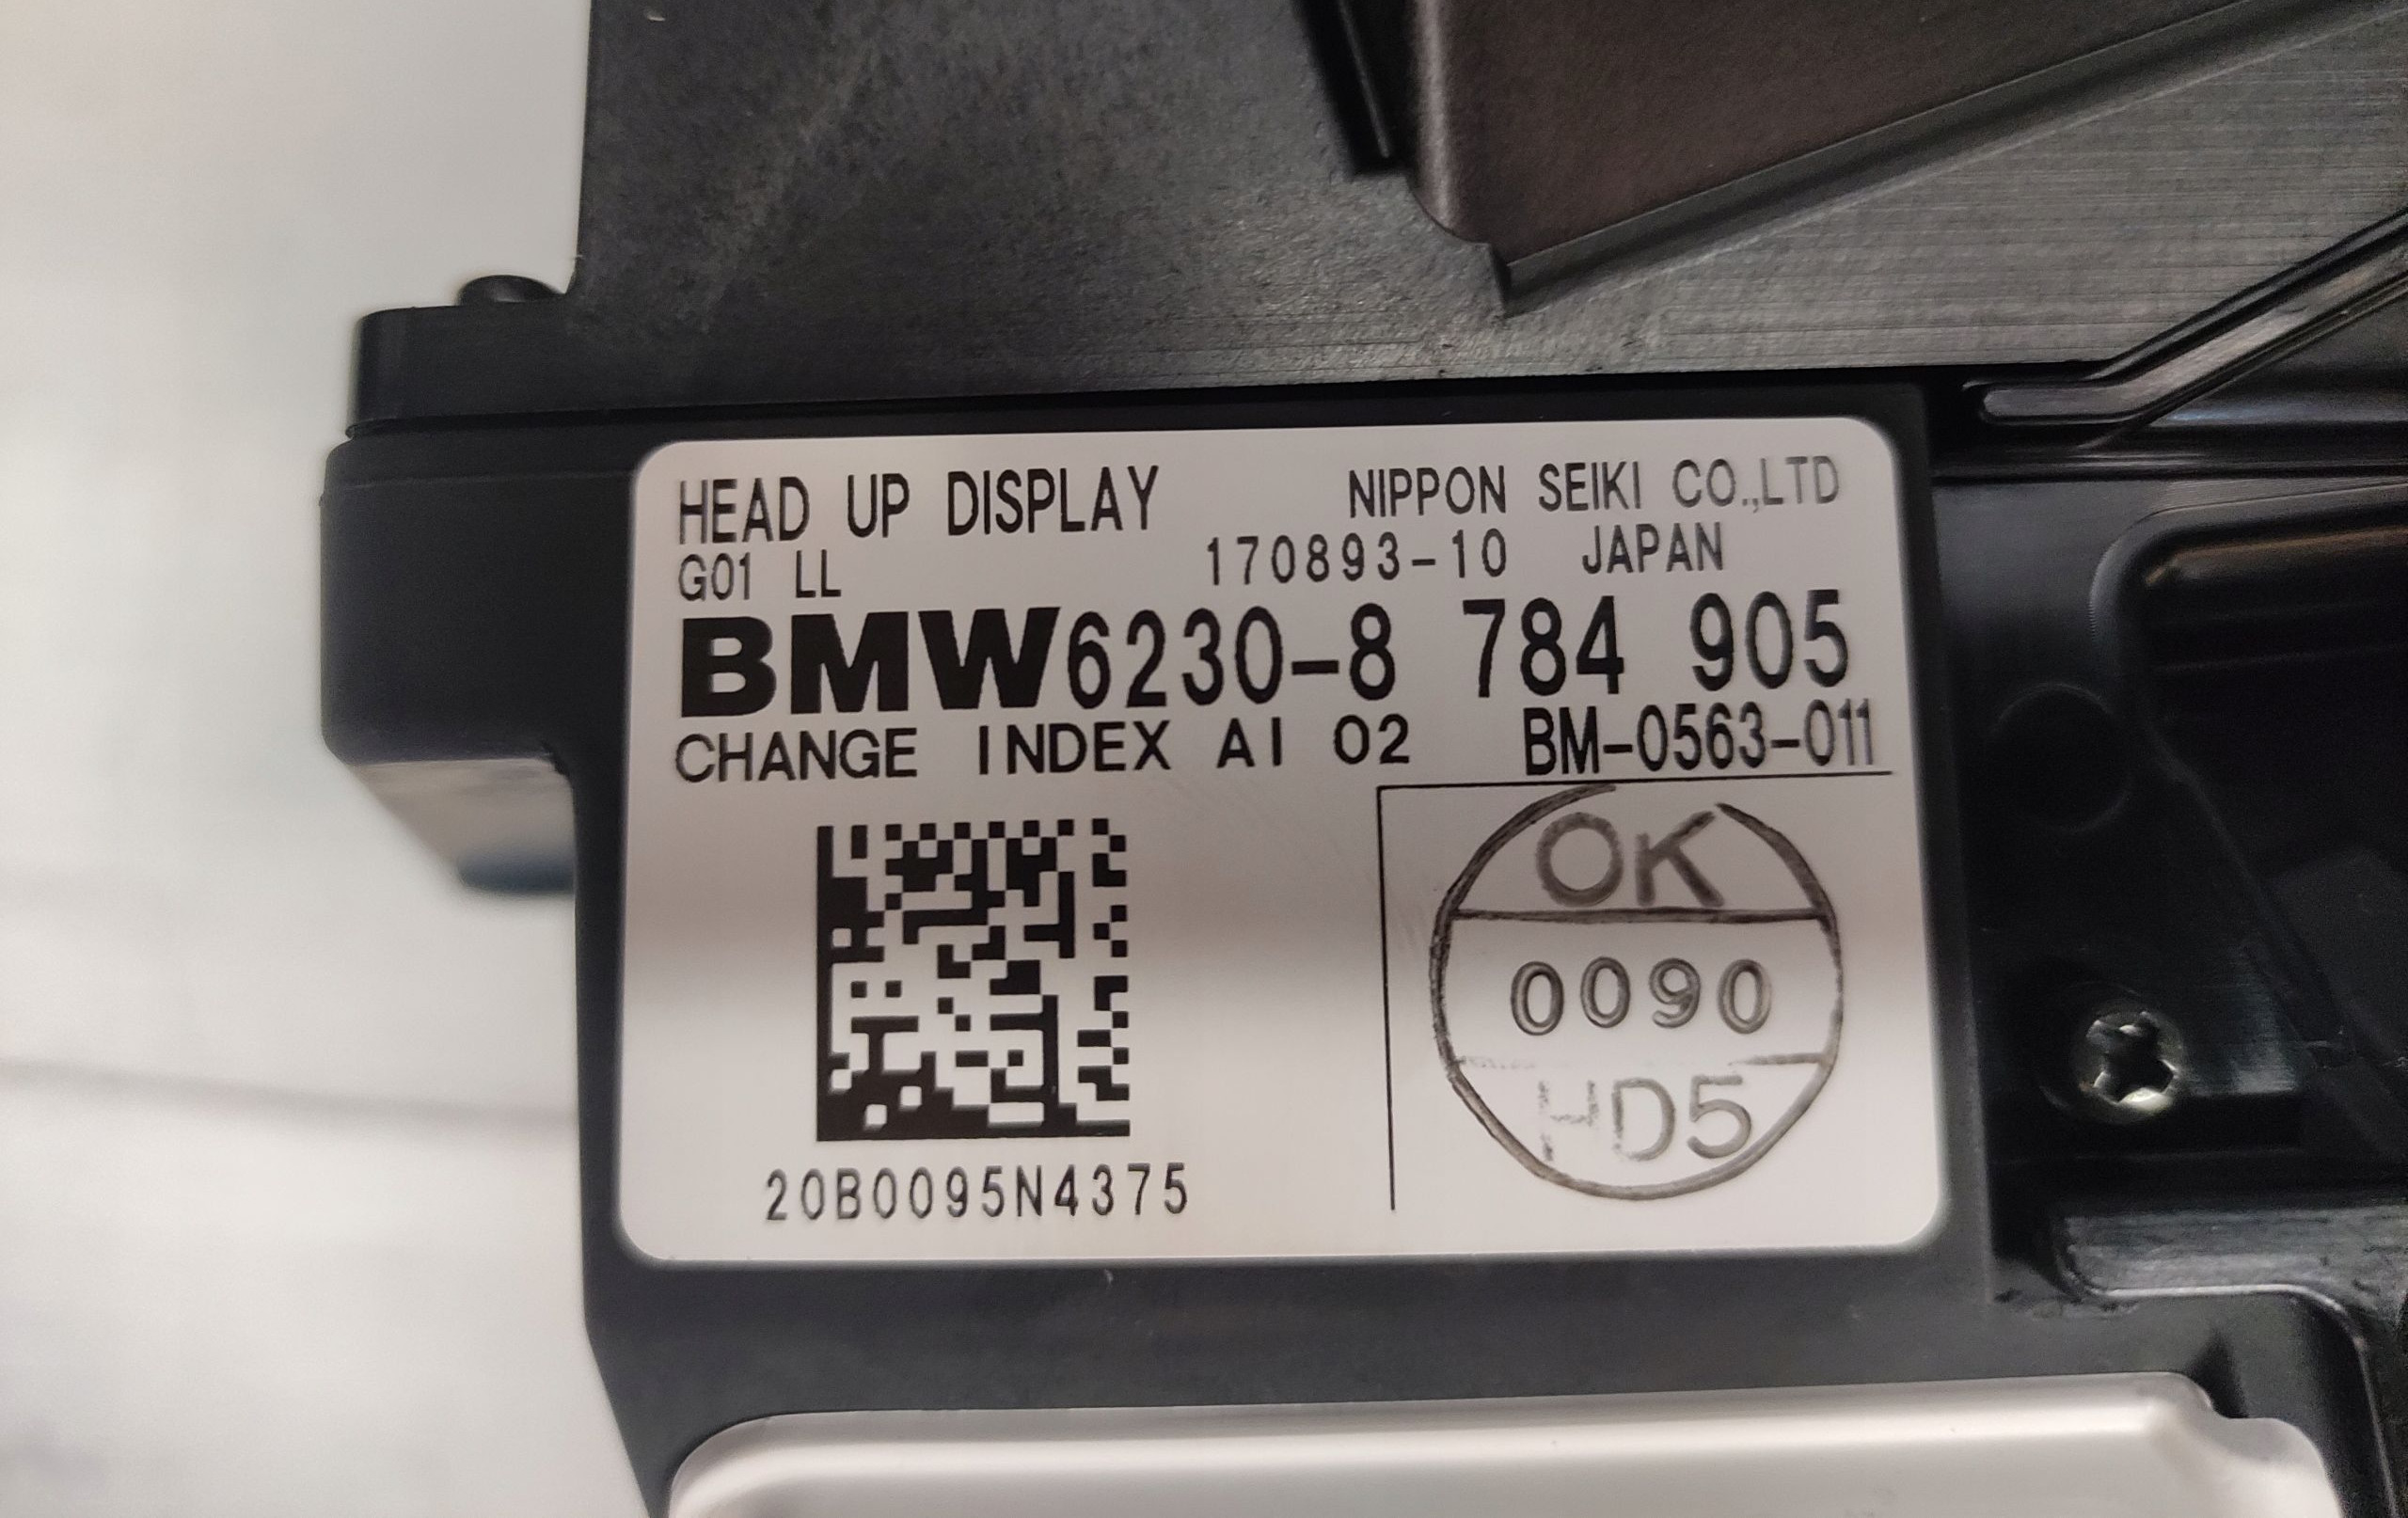 HEAD UP DISPLAY NIPPON SEIKI CO.,LTD
G01 LL 170893-10 JAPAN
BMW6230-8 784 905
CHANGE INDEX AI 02 BM-0563-011
OK
0090
HD5
20B0095N4375